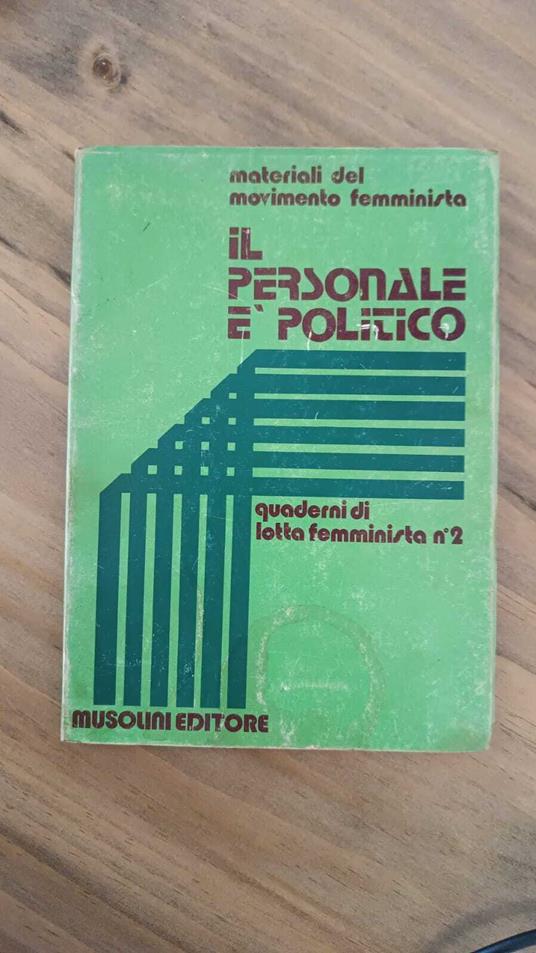 materiali del
movimento femminista
iL
PERSONALE
E' POLiTiCO
quaderni di
lotta femminista n°2
MUSOLINI EDITORE